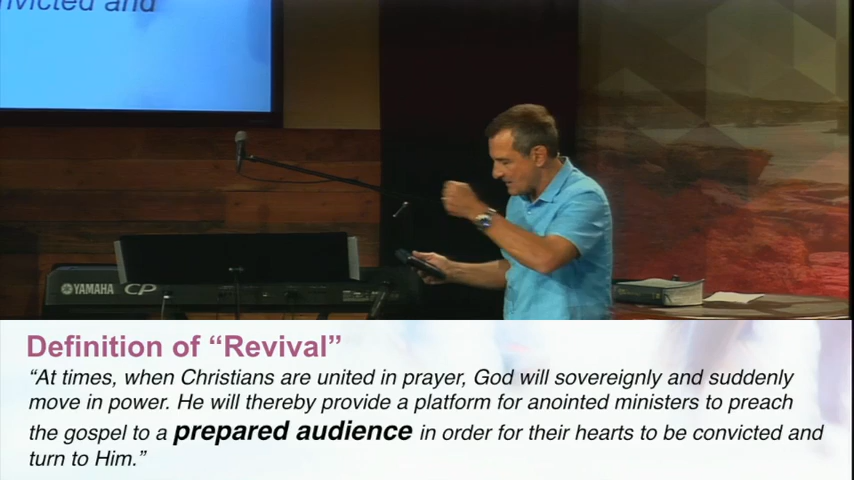 nvicted and
YAMAHA CP
Definition of “Revival”
“At times, when Christians are united in prayer, God will sovereignly and suddenly
move in power. He will thereby provide a platform for anointed ministers to preach
the gospel to a prepared audience in order for their hearts to be convicted and
turn to Him.”